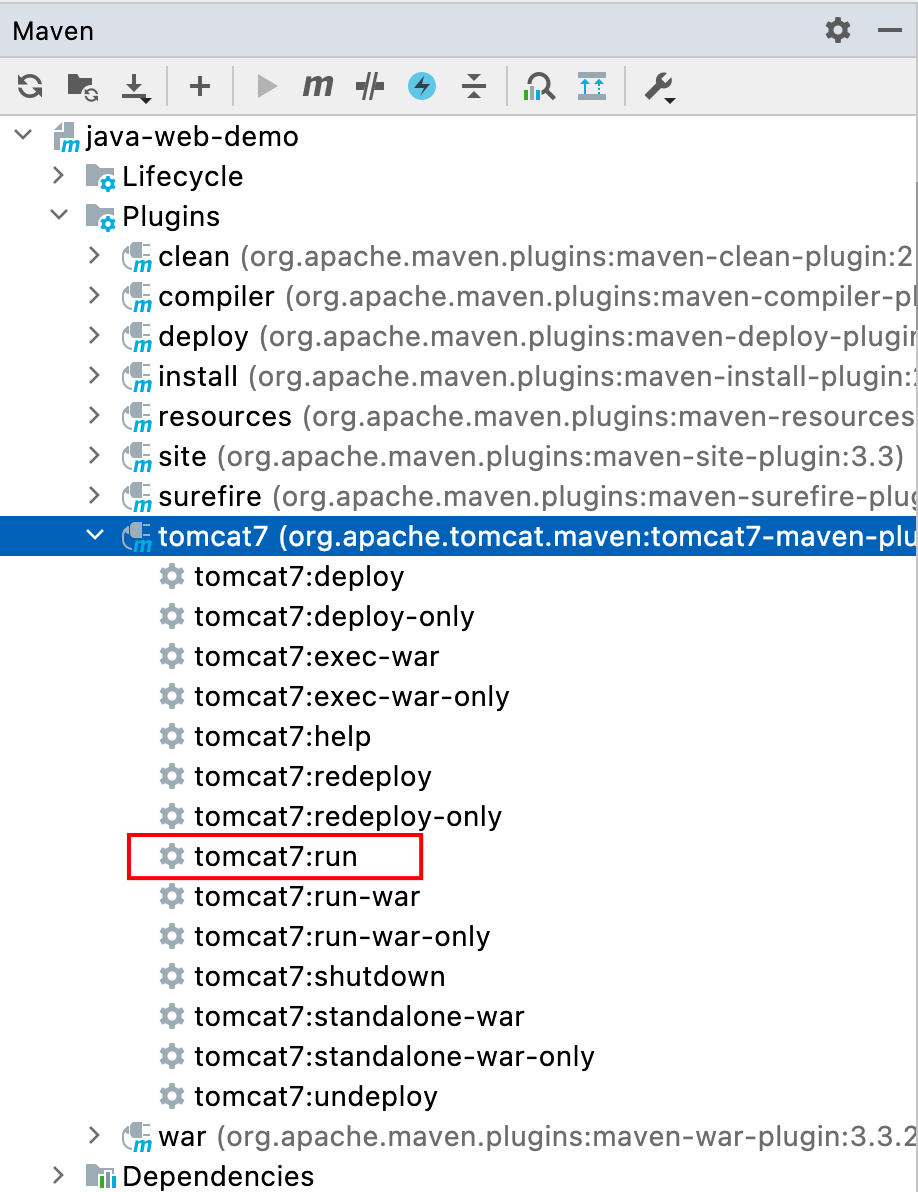 Maven
java-web-demo
Lifecycle
Plugins
clean (org.apache.maven.plugins:maven-clean-plugin:2
compiler (org.apache.maven.plugins:maven-compiler-pl
deploy (org.apache.maven.plugins:maven-deploy-plugin
install (org.apache.maven.plugins:maven-install-plugin:2
resources (org.apache.maven.plugins:maven-resources
site (org.apache.maven.plugins:maven-site-plugin:3.3)
surefire (org.apache.maven.plugins:maven-surefire-plug
tomcat7 (org.apache.tomcat.maven:tomcat7-maven-plu
tomcat7:deploy
tomcat7:deploy-only
tomcat7:exec-war
tomcat7:exec-war-only
tomcat7:help
tomcat7:redeploy
tomcat7:redeploy-only
tomcat7:run
tomcat7:run-war
tomcat7:run-war-only
tomcat7:shutdown
tomcat7:standalone-war
tomcat7:standalone-war-only
tomcat7:undeploy
war (org.apache.maven.plugins:maven-war-plugin:3.3.2
Dependencies